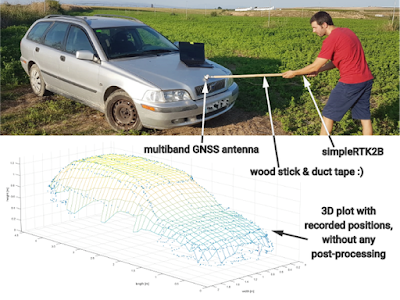 multiband GNSS antenna
simpleRTK2B
wood stick & duct tape :)
3D plot with
recorded positions,
without any
post-processing